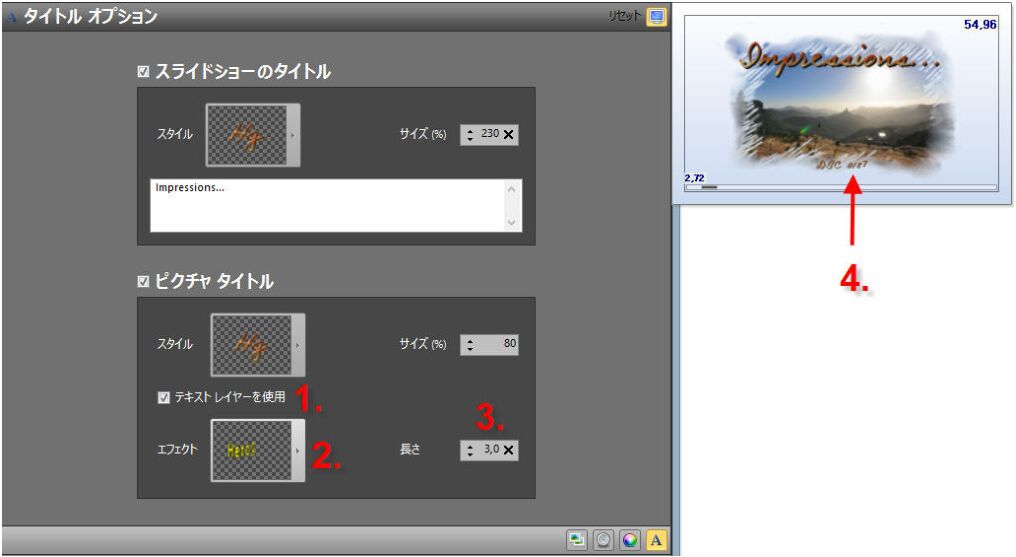 A タイトル オプション
リセット
54,96
Impressions...
スライドショーのタイトル
スタイル
サイズ (%)
230
Impressions...
2,72
4.
ピクチャ タイトル
スタイル
サイズ (%)
80
テキスト レイヤーを使用
1.
エフェクト
2.
長さ
3.
3,0
A